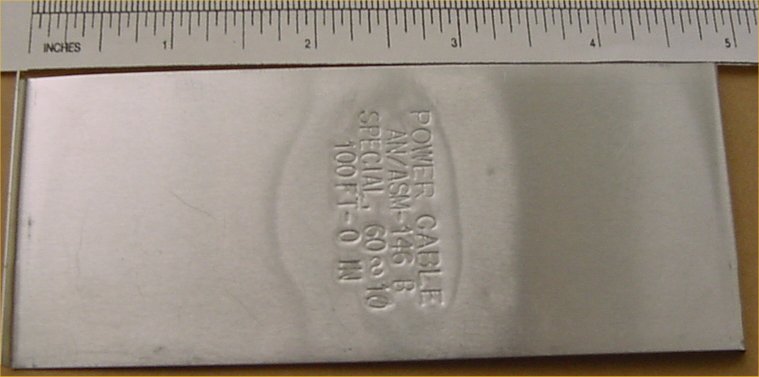 INCHES 1 2 3 4 5
POWER CABLE
AN/ASM-146 B
SPECIAL 60∞10
100FT-0 IN